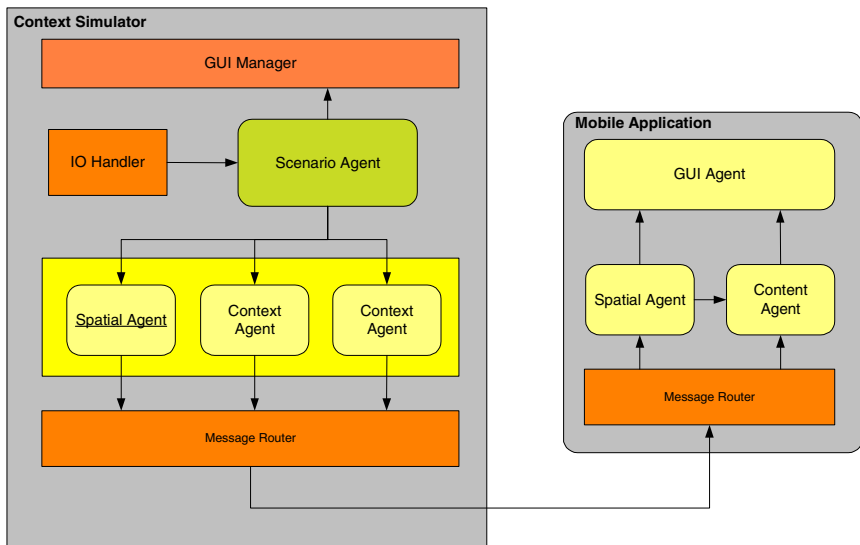 Context Simulator
GUI Manager
IO Handler
Scenario Agent
Spatial Agent
Context
Agent
Context
Agent
Message Router
Mobile Application
GUI Agent
Spatial Agent
Content
Agent
Message Router